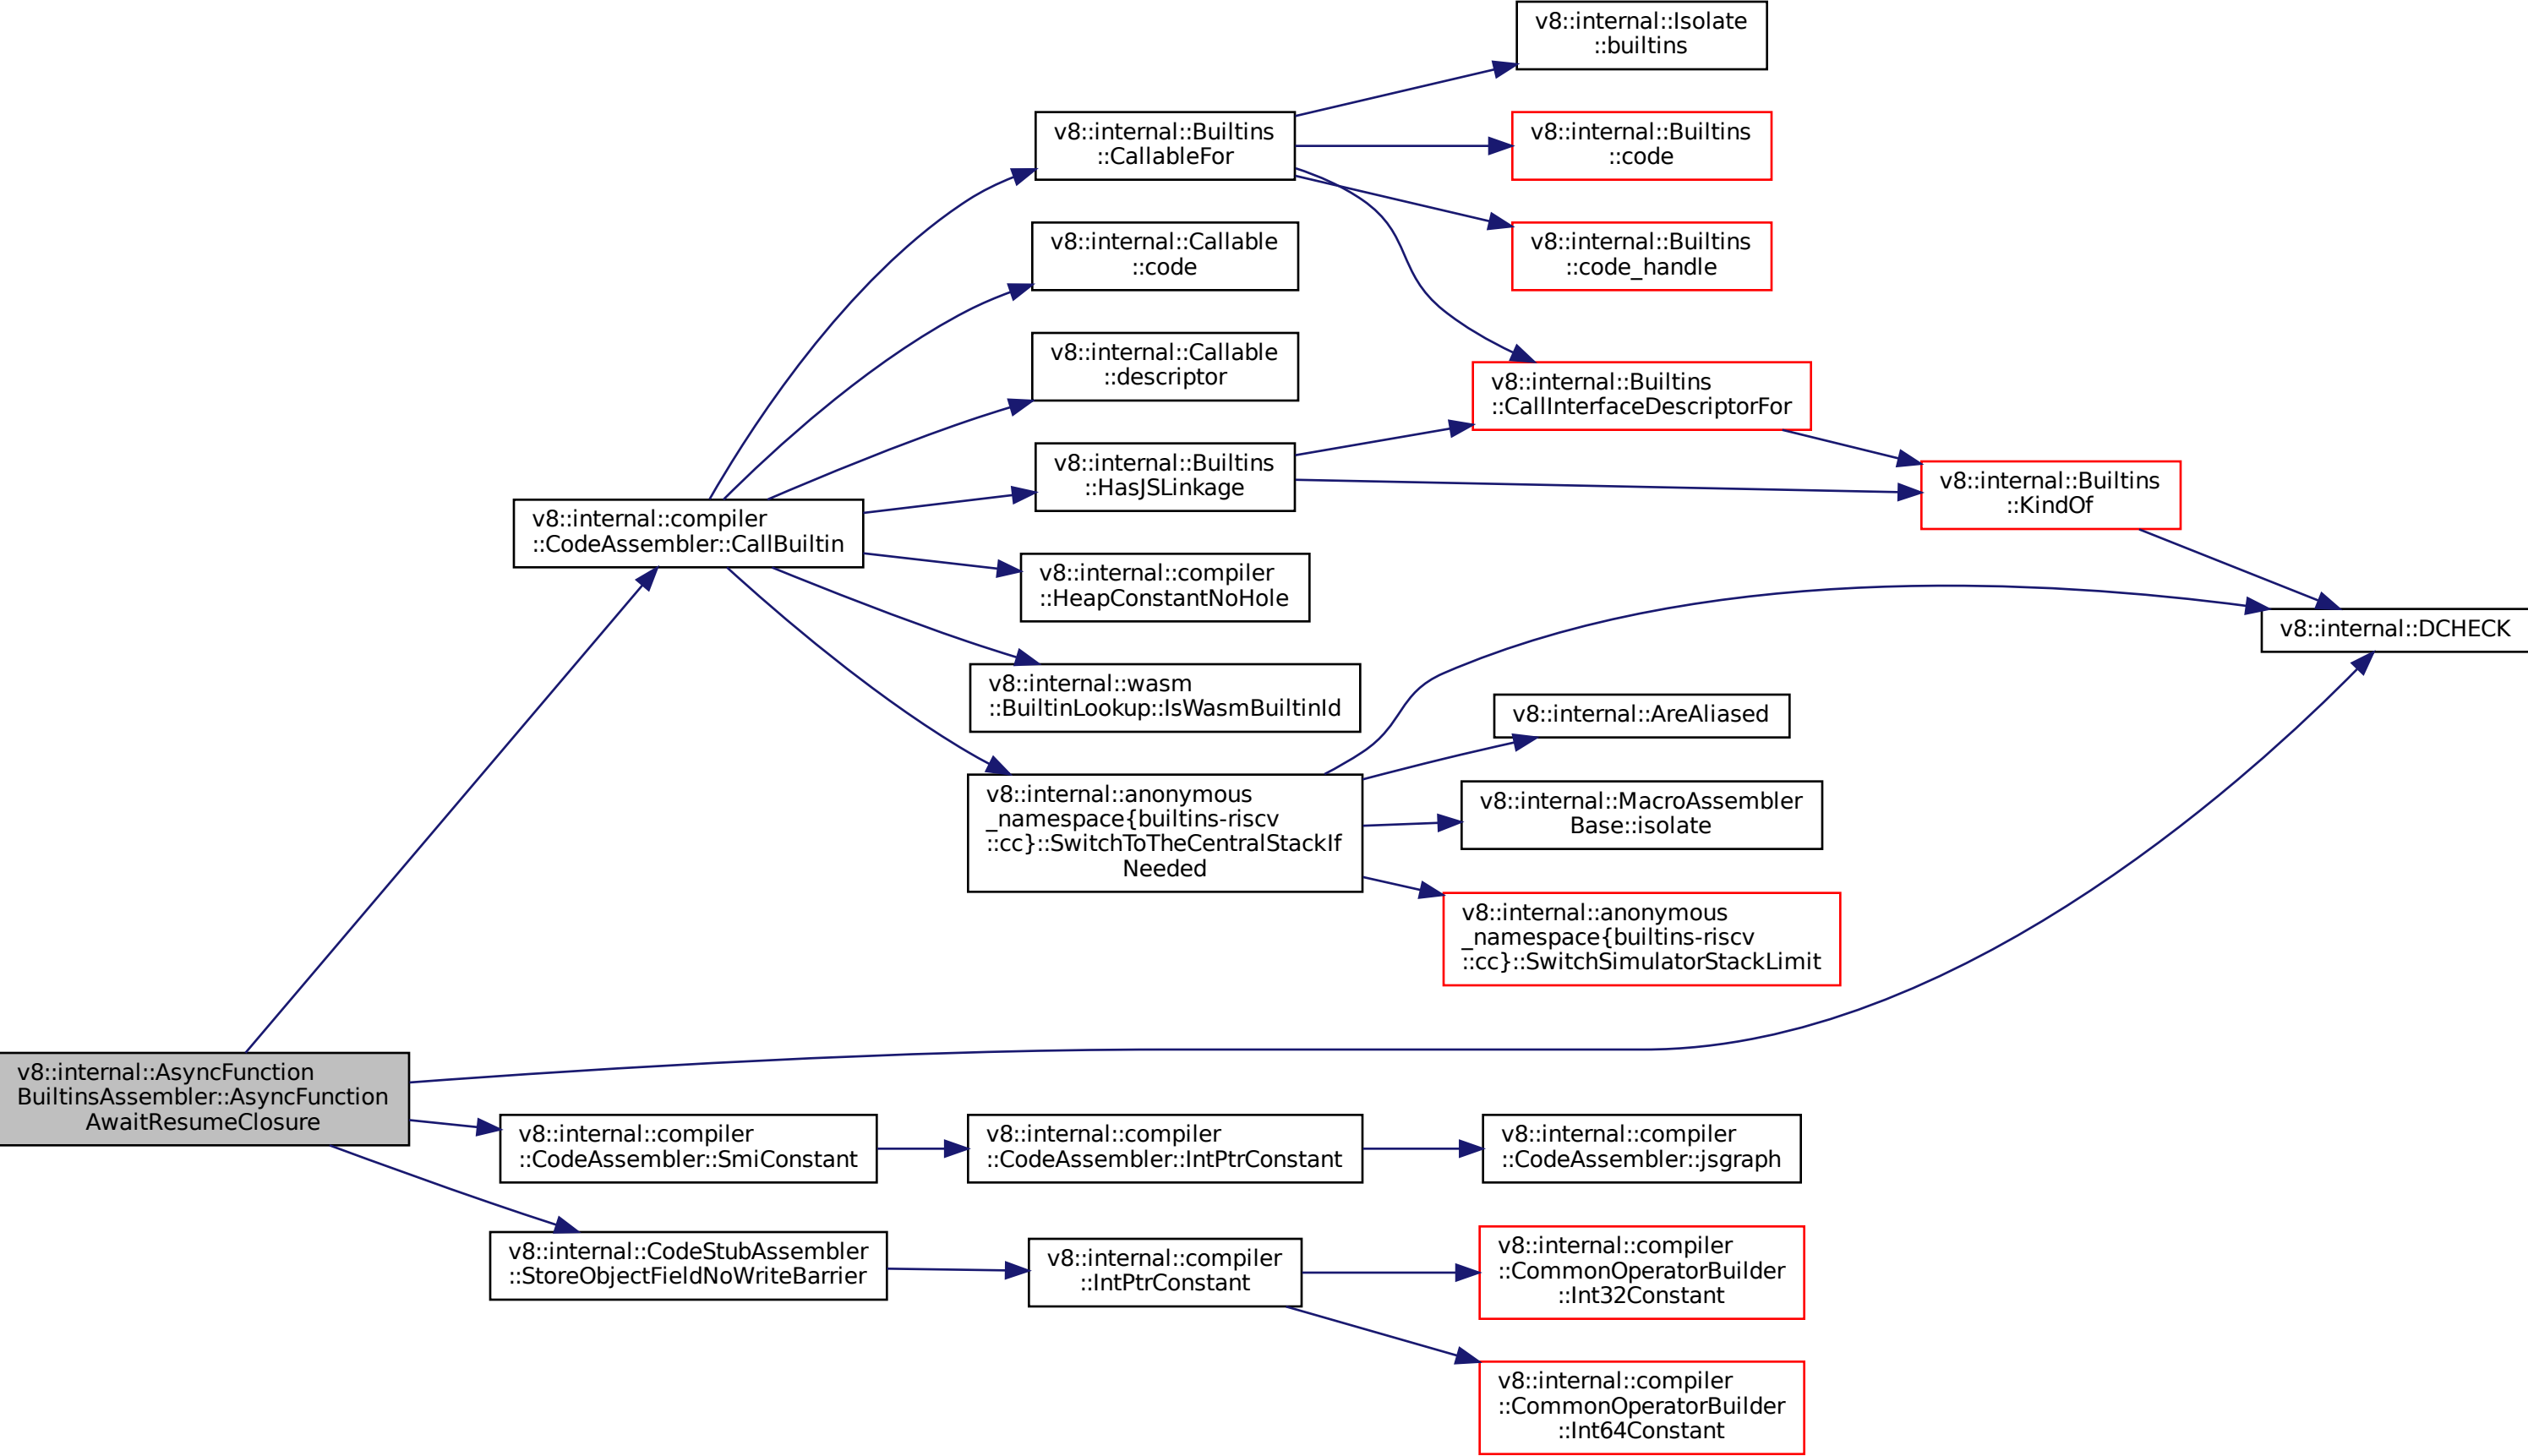 v8::internal::Isolate
::builtins
v8::internal::Builtins
::CallableFor
v8::internal::Builtins
::code
v8::internal::Callable
::code
v8::internal::Builtins
::code_handle
v8::internal::Callable
::descriptor
v8::internal::Builtins
::CallInterfaceDescriptorFor
v8::internal::Builtins
::HasJSLinkage
v8::internal::Builtins
::KindOf
v8::internal::compiler
::CodeAssembler::CallBuiltin
v8::internal::compiler
::HeapConstantNoHole
v8::internal::DCHECK
v8::internal::wasm
::BuiltinLookup::IsWasmBuiltinId
v8::internal::AreAliased
v8::internal::anonymous
_namespace{builtins-riscv
::cc}::SwitchToTheCentralStackIf
Needed
v8::internal::MacroAssembler
Base::isolate
v8::internal::anonymous
_namespace{builtins-riscv
::cc}::SwitchSimulatorStackLimit
v8::internal::AsyncFunction
BuiltinsAssembler::AsyncFunction
AwaitResumeClosure
v8::internal::compiler
::CodeAssembler::SmiConstant
v8::internal::compiler
::CodeAssembler::IntPtrConstant
v8::internal::compiler
::CodeAssembler::jsgraph
v8::internal::CodeStubAssembler
::StoreObjectFieldNoWriteBarrier
v8::internal::compiler
::IntPtrConstant
v8::internal::compiler
::CommonOperatorBuilder
::Int32Constant
v8::internal::compiler
::CommonOperatorBuilder
::Int64Constant